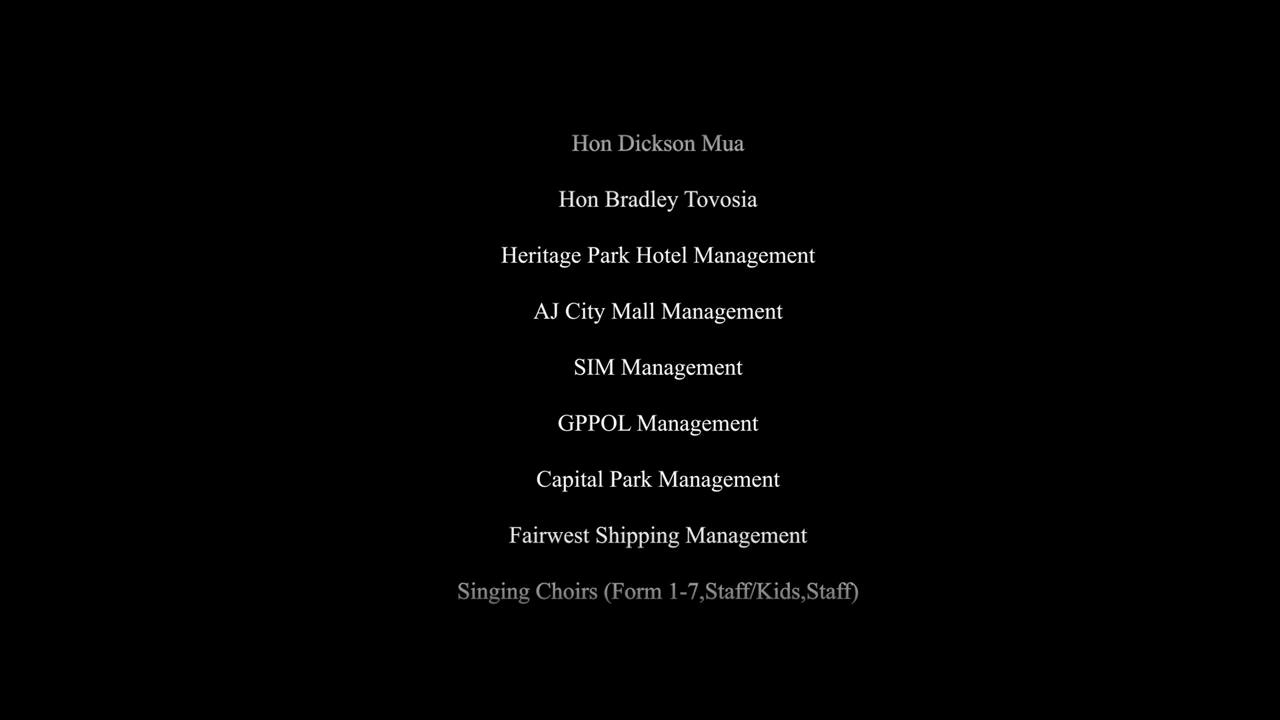 Hon Dickson Mua
Hon Bradley Tovosia
Heritage Park Hotel Management
AJ City Mall Management
SIM Management
GPPOL Management
Capital Park Management
Fairwest Shipping Management
Singing Choirs (Form 1-7,Staff/Kids,Staff)